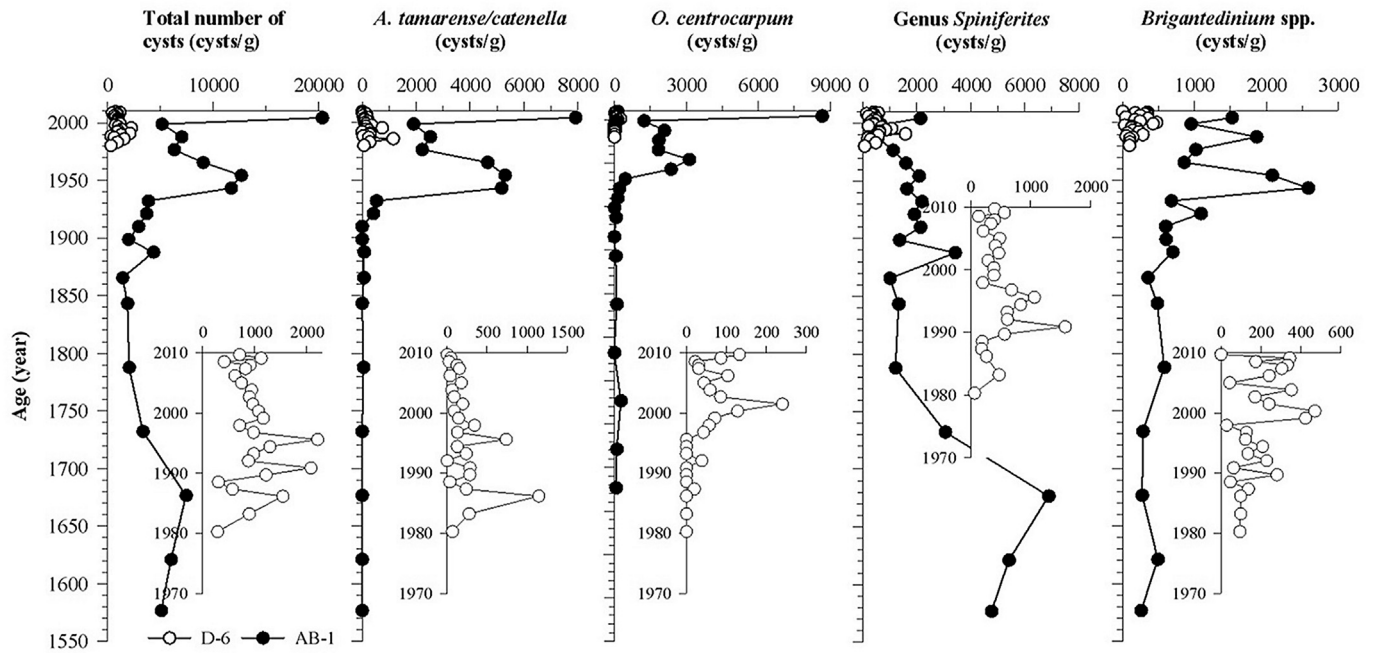 Total number of
cysts (cysts/g)
A. tamarense/catenella
(cysts/g)
O. centrocarpum
(cysts/g)
Genus Spiniferites
(cysts/g)
Brigantedinium spp.
(cysts/g)
0 10000 20000
0 2000 4000 6000 8000
0 3000 6000 9000
0 2000 4000 6000 8000
0 1000 2000 3000
Age (year)
2000
1950
1900
1850
1800
1750
1700
1650
1600
1550
0 1000 2000
2010
2000
1990
1980
1970
0 500 1000 1500
2010
2000
1990
1980
1970
0 100 200 300
2010
2000
1990
1980
1970
0 1000 2000
2010
2000
1990
1980
1970
0 200 400 600
2010
2000
1990
1980
1970
D-6 AB-1